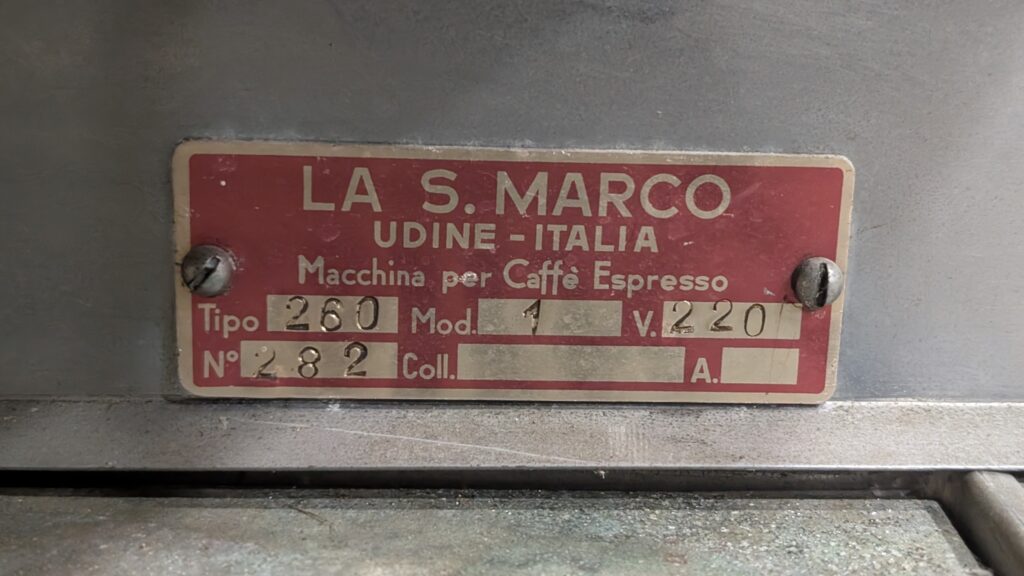 LA S. MARCO
UDINE - ITALIA
Macchina per Caffè Espresso
Tipo 260 Mod. 1 V. 220
N° 282 Coll. A.